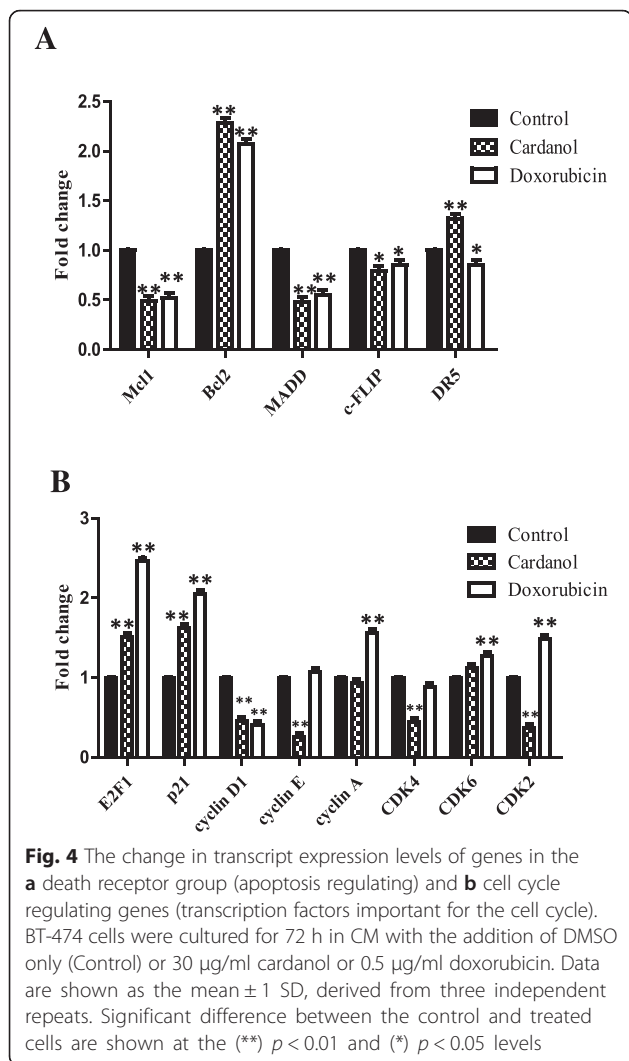 A
Fold change
2.5
2.0
1.5
1.0
0.5
0.0
Control
Cardanol
Doxorubicin
** ** ** ** ** ** * * ** *
Mcl1 Bcl2 MADD c-FLIP DR5
B
Fold change
3
2
1
0
Control
Cardanol
Doxorubicin
** ** ** ** ** ** ** ** ** ** ** **
E2F1 p21 cyclin D1 cyclin E cyclin A CDK4 CDK6 CDK2
Fig. 4 The change in transcript expression levels of genes in the
a death receptor group (apoptosis regulating) and b cell cycle
regulating genes (transcription factors important for the cell cycle).
BT-474 cells were cultured for 72 h in CM with the addition of DMSO
only (Control) or 30 μg/ml cardanol or 0.5 μg/ml doxorubicin. Data
are shown as the mean ± 1 SD, derived from three independent
repeats. Significant difference between the control and treated
cells are shown at the (**) p < 0.01 and (*) p < 0.05 levels